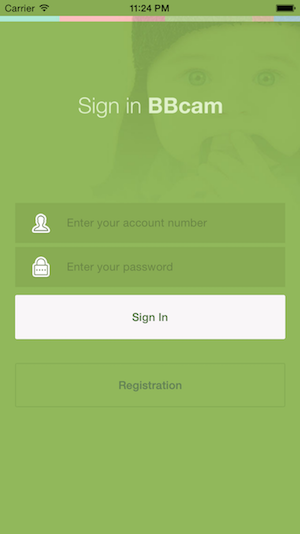 Carrier 11:24 PM
Sign in BBcam
Enter your account number
Enter your password
Sign In
Registration